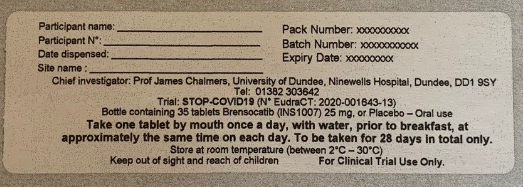 Participant name:
Pack Number: xxxxxxxxxx
Participant N°:
Batch Number: xxxxxxxxxxx
Date dispensed:
Expiry Date: xxxxxxxxx
Site name :
Chief investigator: Prof James Chalmers, University of Dundee, Ninewells Hospital, Dundee, DD1 9SY
Tel: 01382 303642
Trial: STOP-COVID19 (N° EudraCT: 2020-001643-13)
Bottle containing 35 tablets Brensocatib (INS1007) 25 mg, or Placebo – Oral use
Take one tablet by mouth once a day, with water, prior to breakfast, at
approximately the same time on each day. To be taken for 28 days in total only.
Store at room temperature (between 2°C – 30°C)
Keep out of sight and reach of children For Clinical Trial Use Only.